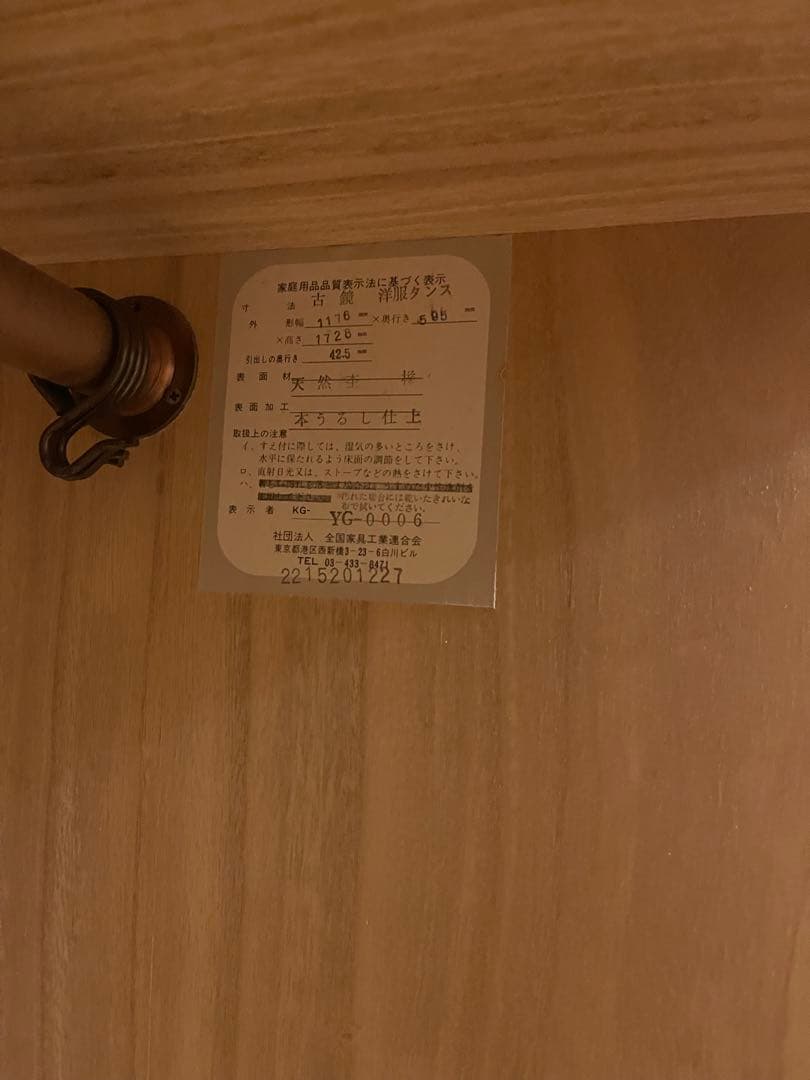 家庭用品品質表示法に基づく表示
古鏡 洋服タンス
寸法
外形幅 1176 mm ×奥行き 595 mm
×高さ 1728 mm
引出しの奥行き 42.5 mm
表面材 天然
表面加工 本うるし仕上
取扱上の注意
イ、すえ付に際しては、湿気の多いところをさけ、
水平に保たれるよう床面の調節をして下さい。
ロ、直射日光又は、ストーブなどの熱をさけて下さい。
ハ、
汚れた場合には乾いたきれいな
布で拭いてください。
表示者 KG- YG-0006
社団法人 全国家具工業連合会
東京都港区西新橋3-23-6白川ビル
TEL 03-433-8471
2215201227